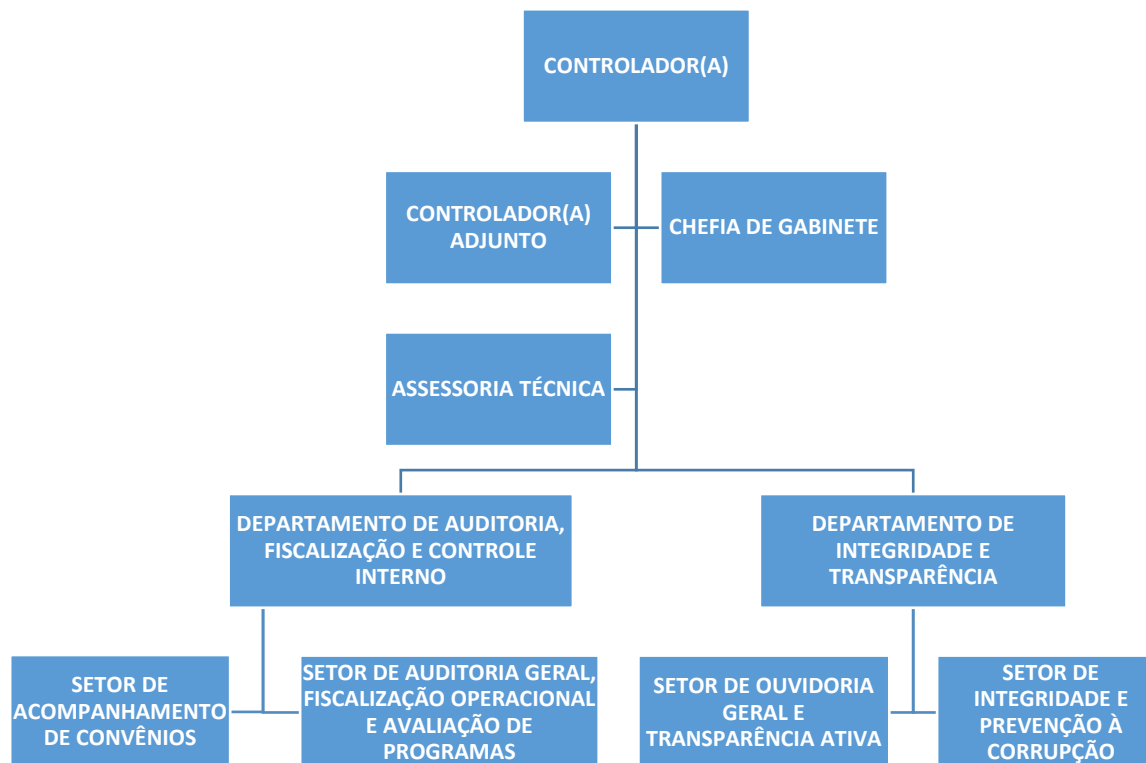 CONTROLADOR(A)
CONTROLADOR(A)
ADJUNTO
CHEFIA DE GABINETE
ASSESSORIA TÉCNICA
DEPARTAMENTO DE AUDITORIA,
FISCALIZAÇÃO E CONTROLE
INTERNO
DEPARTAMENTO DE
INTEGRIDADE E
TRANSPARÊNCIA
SETOR DE
ACOMPANHAMENTO
DE CONVÊNIOS
SETOR DE AUDITORIA GERAL,
FISCALIZAÇÃO OPERACIONAL
E AVALIAÇÃO DE
PROGRAMAS
SETOR DE OUVIDORIA
GERAL E
TRANSPARÊNCIA ATIVA
SETOR DE
INTEGRIDADE E
PREVENÇÃO À
CORRUPÇÃO